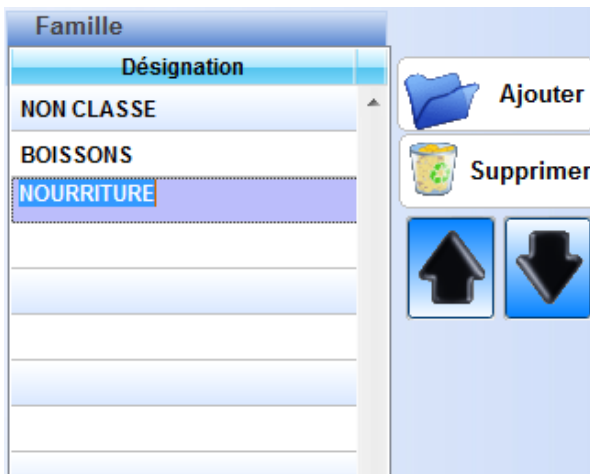 Famille
Désignation
NON CLASSE
BOISSONS
NOURRITURE
Ajouter
Supprimer